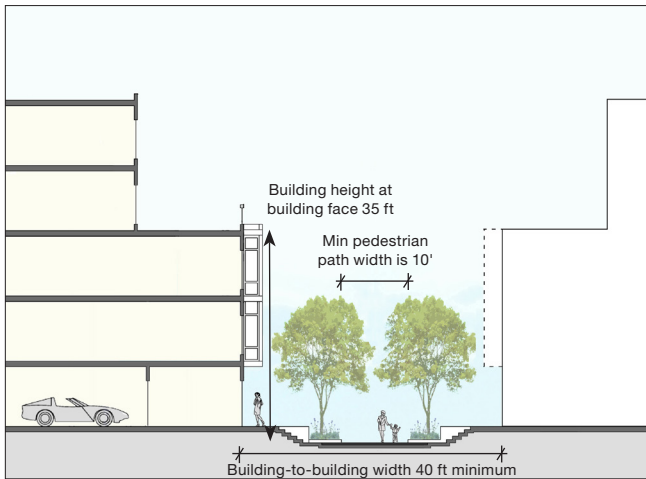 Building height at
building face 35 ft
Min pedestrian
path width is 10'
Building-to-building width 40 ft minimum